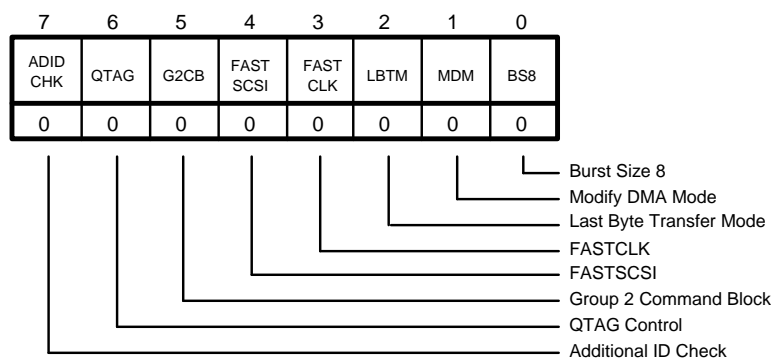 7 6 5 4 3 2 1 0
ADID CHK QTAG G2CB FAST SCSI FAST CLK LBTM MDM BS8
0 0 0 0 0 0 0 0
Burst Size 8
Modify DMA Mode
Last Byte Transfer Mode
FASTCLK
FASTSCSI
Group 2 Command Block
QTAG Control
Additional ID Check